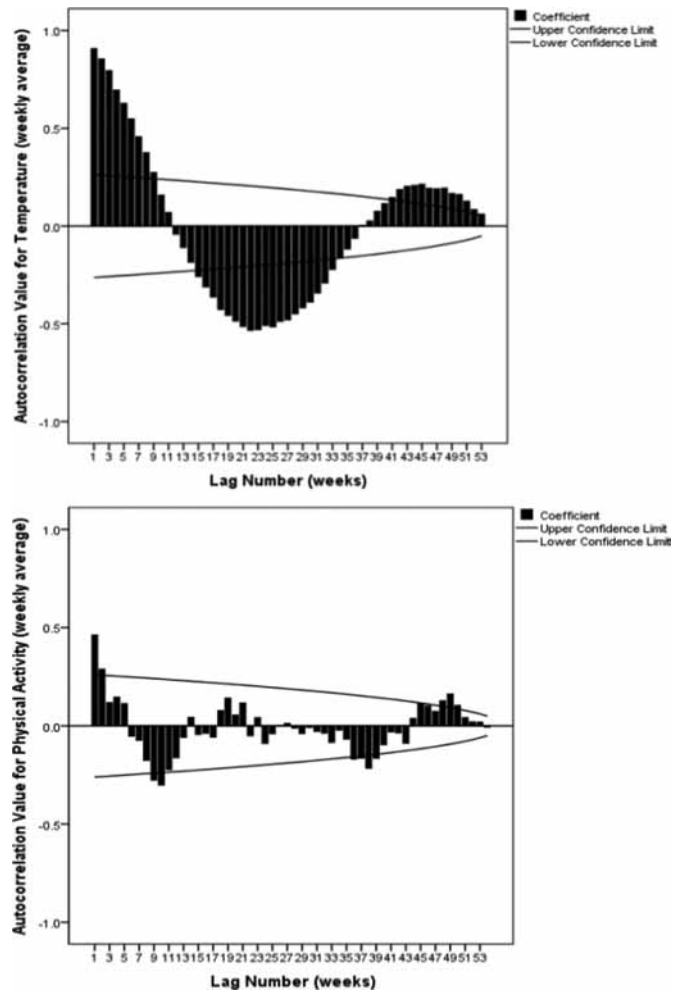 Coefficient
Upper Confidence Limit
Lower Confidence Limit
Autocorrelation Value for Temperature (weekly average)
1.0
0.5
0.0
-0.5
-1.0
1 3 5 7 9 11 13 15 17 19 21 23 25 27 29 31 33 35 37 39 41 43 45 47 49 51 53
Lag Number (weeks)
Coefficient
Upper Confidence Limit
Lower Confidence Limit
Autocorrelation Value for Physical Activity (weekly average)
1.0
0.5
0.0
-0.5
-1.0
1 3 5 7 9 11 13 15 17 19 21 23 25 27 29 31 33 35 37 39 41 43 45 47 49 51 53
Lag Number (weeks)